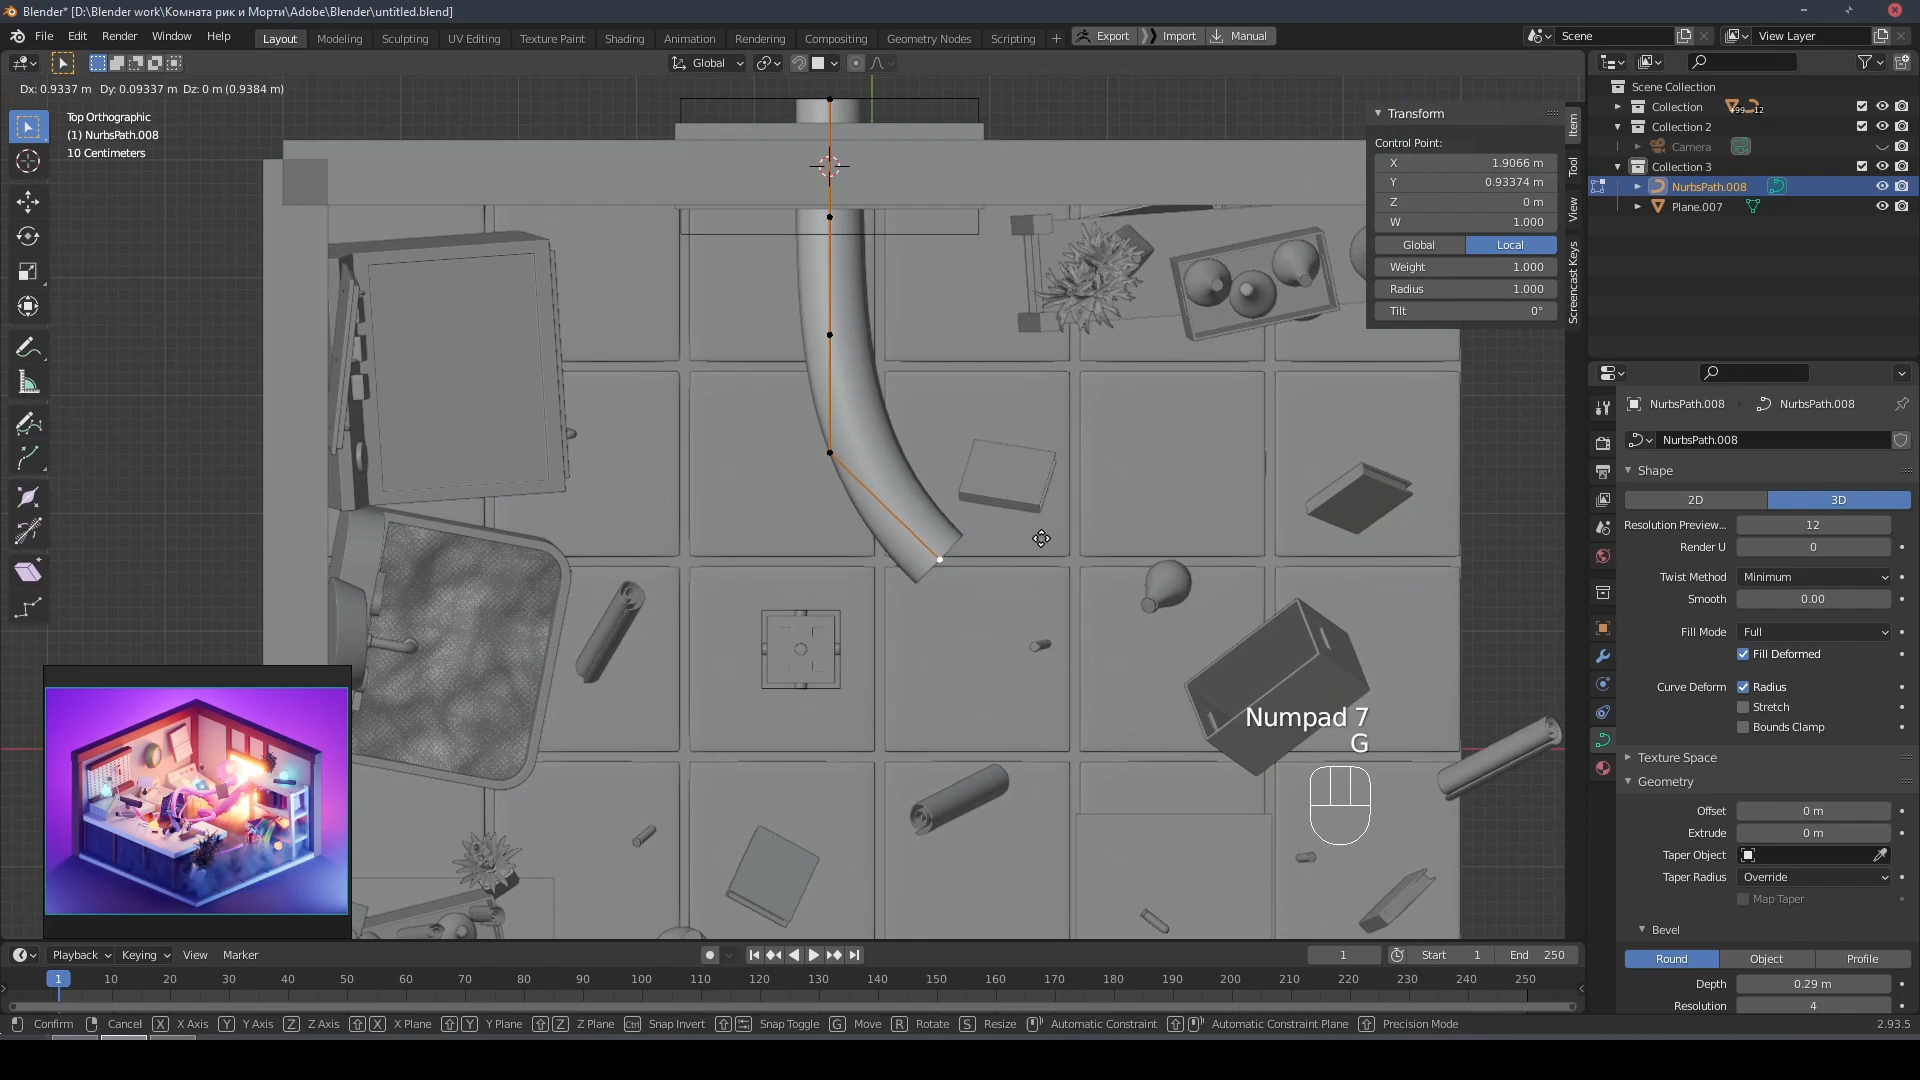 Blender* [D:\Blender work\Комната рик и Морти\Adobe\Blender\untitled.blend]
File Edit Render Window Help
Layout Modeling Sculpting UV Editing Texture Paint Shading Animation Rendering Compositing Geometry Nodes Scripting +
Export Import Manual
Scene
View Layer
Global
Dx: 0.9337 m Dy: 0.09337 m Dz: 0 m (0.9384 m)
Top Orthographic
(1) NurbsPath.008
10 Centimeters
Transform
Control Point:
X 1.9066 m
Y 0.93374 m
Z 0 m
W 1.000
Global Local
Weight 1.000
Radius 1.000
Tilt 0°
Item
Tool
View
Screencast Keys
Scene Collection
Collection
+99 12
Collection 2
Camera
Collection 3
NurbsPath.008
Plane.007
NurbsPath.008 NurbsPath.008
NurbsPath.008
Shape
2D 3D
Resolution Preview... 12
Render U 0
Twist Method Minimum
Smooth 0.00
Fill Mode Full
Fill Deformed
Curve Deform Radius
Stretch
Bounds Clamp
Texture Space
Geometry
Offset 0 m
Extrude 0 m
Taper Object
Taper Radius Override
Map Taper
Bevel
Round Object Profile
Depth 0.29 m
Resolution 4
Numpad 7
G
Playback Keying View Marker
1 Start 1 End 250
1 10 20 30 40 50 60 70 80 90 100 110 120 130 140 150 160 170 180 190 200 210 220 230 240 250
Confirm Cancel X X Axis Y Y Axis Z Z Axis X X Plane Y Y Plane Z Z Plane Ctrl Snap Invert Snap Toggle G Move R Rotate S Resize Automatic Constraint Automatic Constraint Plane Precision Mode
2.93.5